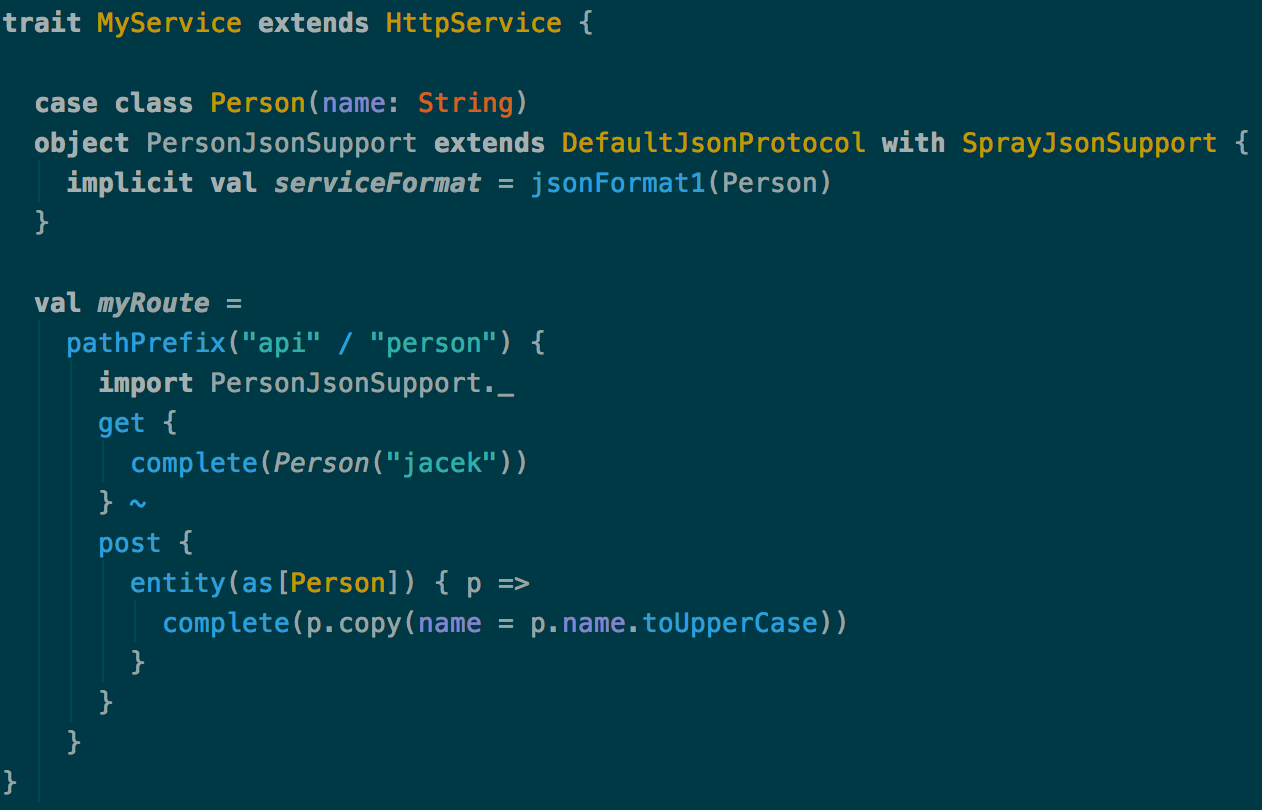 trait MyService extends HttpService {
case class Person(name: String)
object PersonJsonSupport extends DefaultJsonProtocol with SprayJsonSupport {
implicit val serviceFormat = jsonFormat1(Person)
}
val myRoute =
pathPrefix("api" / "person") {
import PersonJsonSupport._
get {
complete(Person("jacek"))
} ~
post {
entity(as[Person]) { p =>
complete(p.copy(name = p.name.toUpperCase))
}
}
}
}